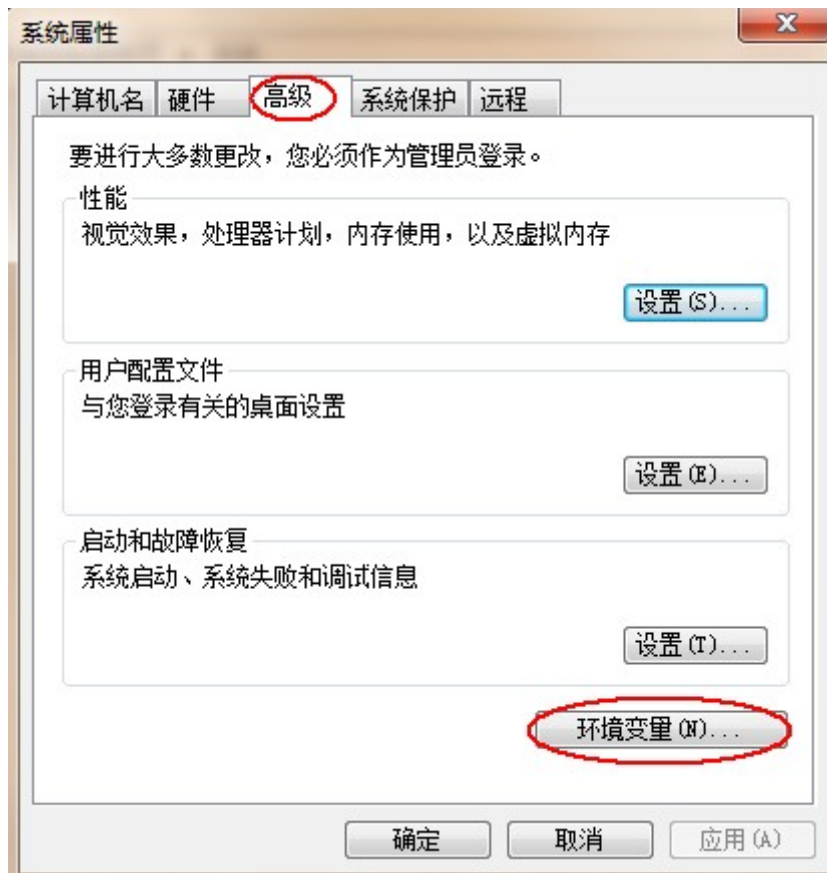 系统属性
计算机名 硬件 高级 系统保护 远程
要进行大多数更改，您必须作为管理员登录。
性能
视觉效果，处理器计划，内存使用，以及虚拟内存
设置(S)...
用户配置文件
与您登录有关的桌面设置
设置(E)...
启动和故障恢复
系统启动、系统失败和调试信息
设置(T)...
环境变量(N)...
确定 取消 应用(A)